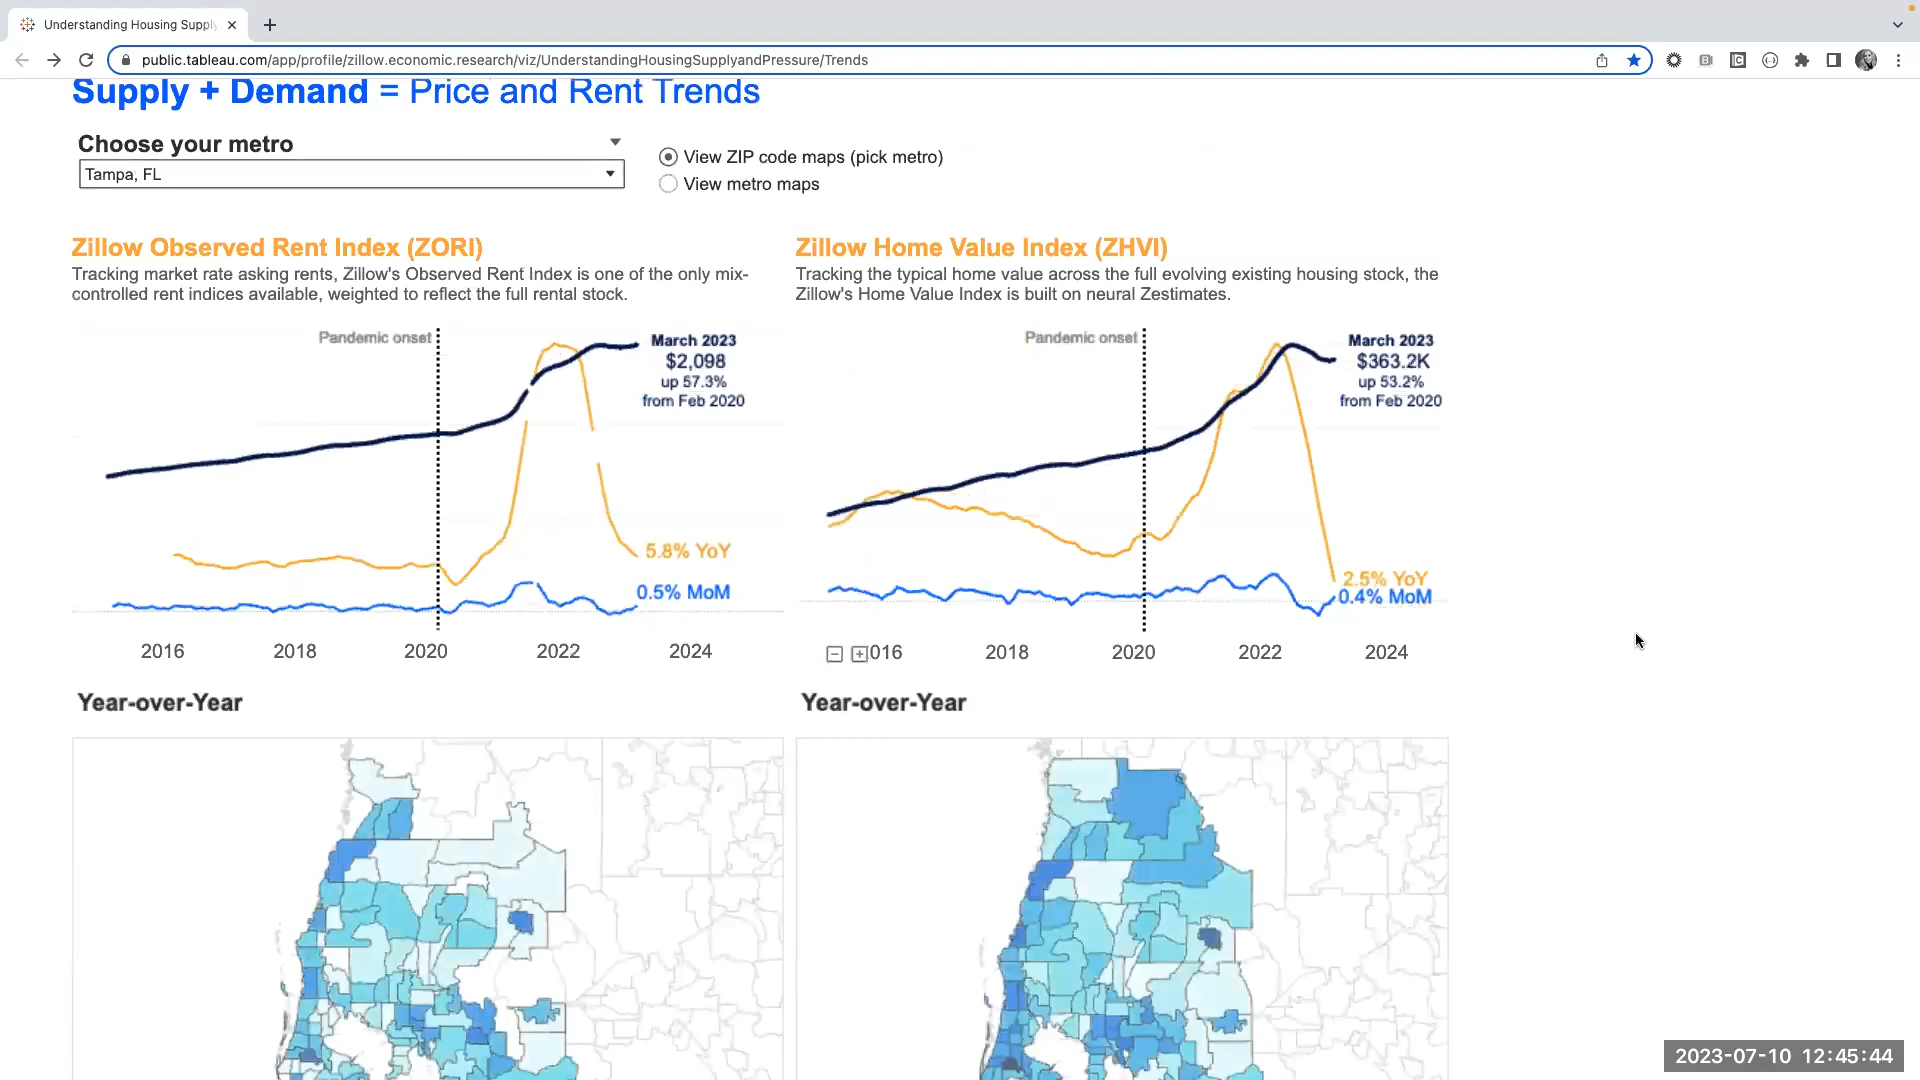 Understanding Housing Supply
public.tableau.com/app/profile/zillow.economic.research/viz/UnderstandingHousingSupplyandPressure/Trends
Supply + Demand = Price and Rent Trends
Choose your metro
Tampa, FL
View ZIP code maps (pick metro)
View metro maps
Zillow Observed Rent Index (ZORI)
Tracking market rate asking rents, Zillow's Observed Rent Index is one of the only mix-
controlled rent indices available, weighted to reflect the full rental stock.
Pandemic onset
March 2023
$2,098
up 57.3%
from Feb 2020
5.8% YoY
0.5% MoM
2016 2018 2020 2022 2024
Zillow Home Value Index (ZHVI)
Tracking the typical home value across the full evolving existing housing stock, the
Zillow's Home Value Index is built on neural Zestimates.
Pandemic onset
March 2023
$363.2K
up 53.2%
from Feb 2020
2.5% YoY
0.4% MoM
016 2018 2020 2022 2024
Year-over-Year
Year-over-Year
2023-07-10 12:45:44